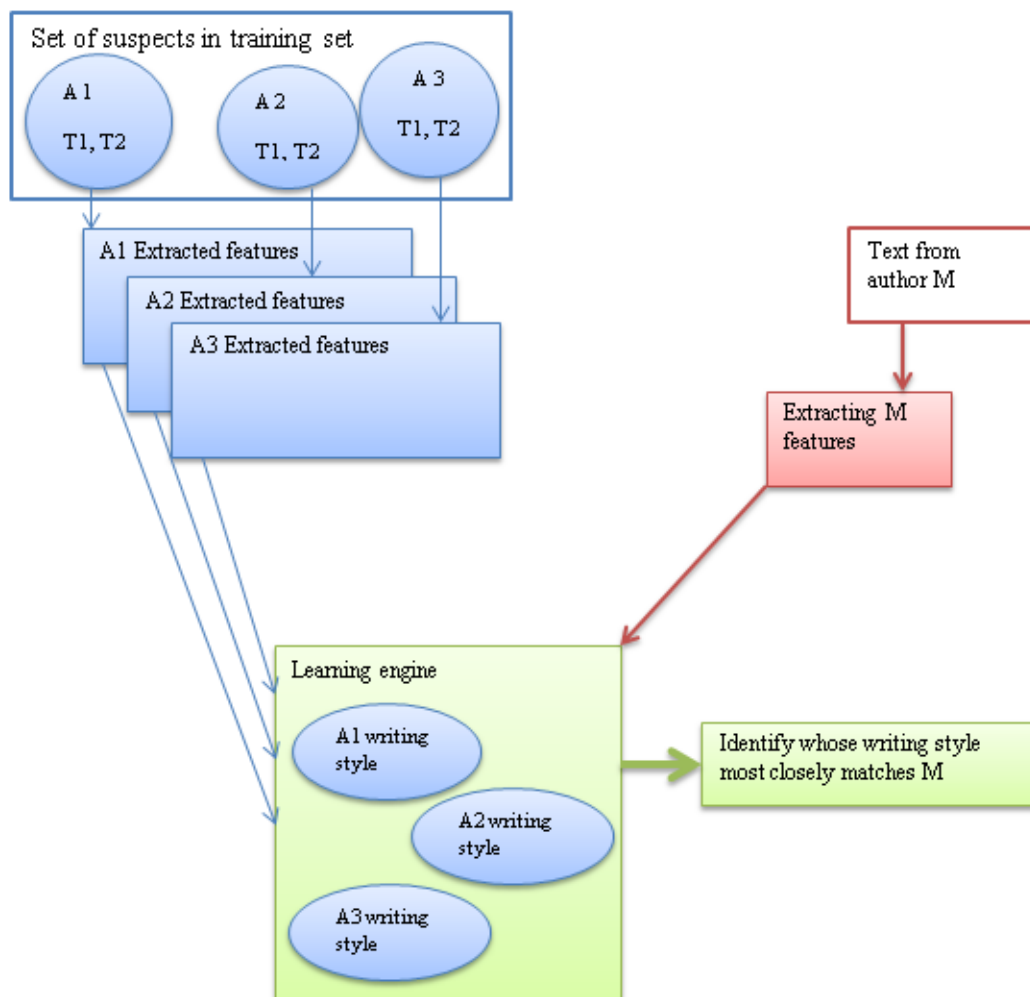 Set of suspects in training set
A 1
T1, T2
A 2
T1, T2
A 3
T1, T2
A1 Extracted features
A2 Extracted features
A3 Extracted features
Text from
author M
Extracting M
features
Learning engine
A1 writing
style
A2 writing
style
A3 writing
style
Identify whose writing style
most closely matches M